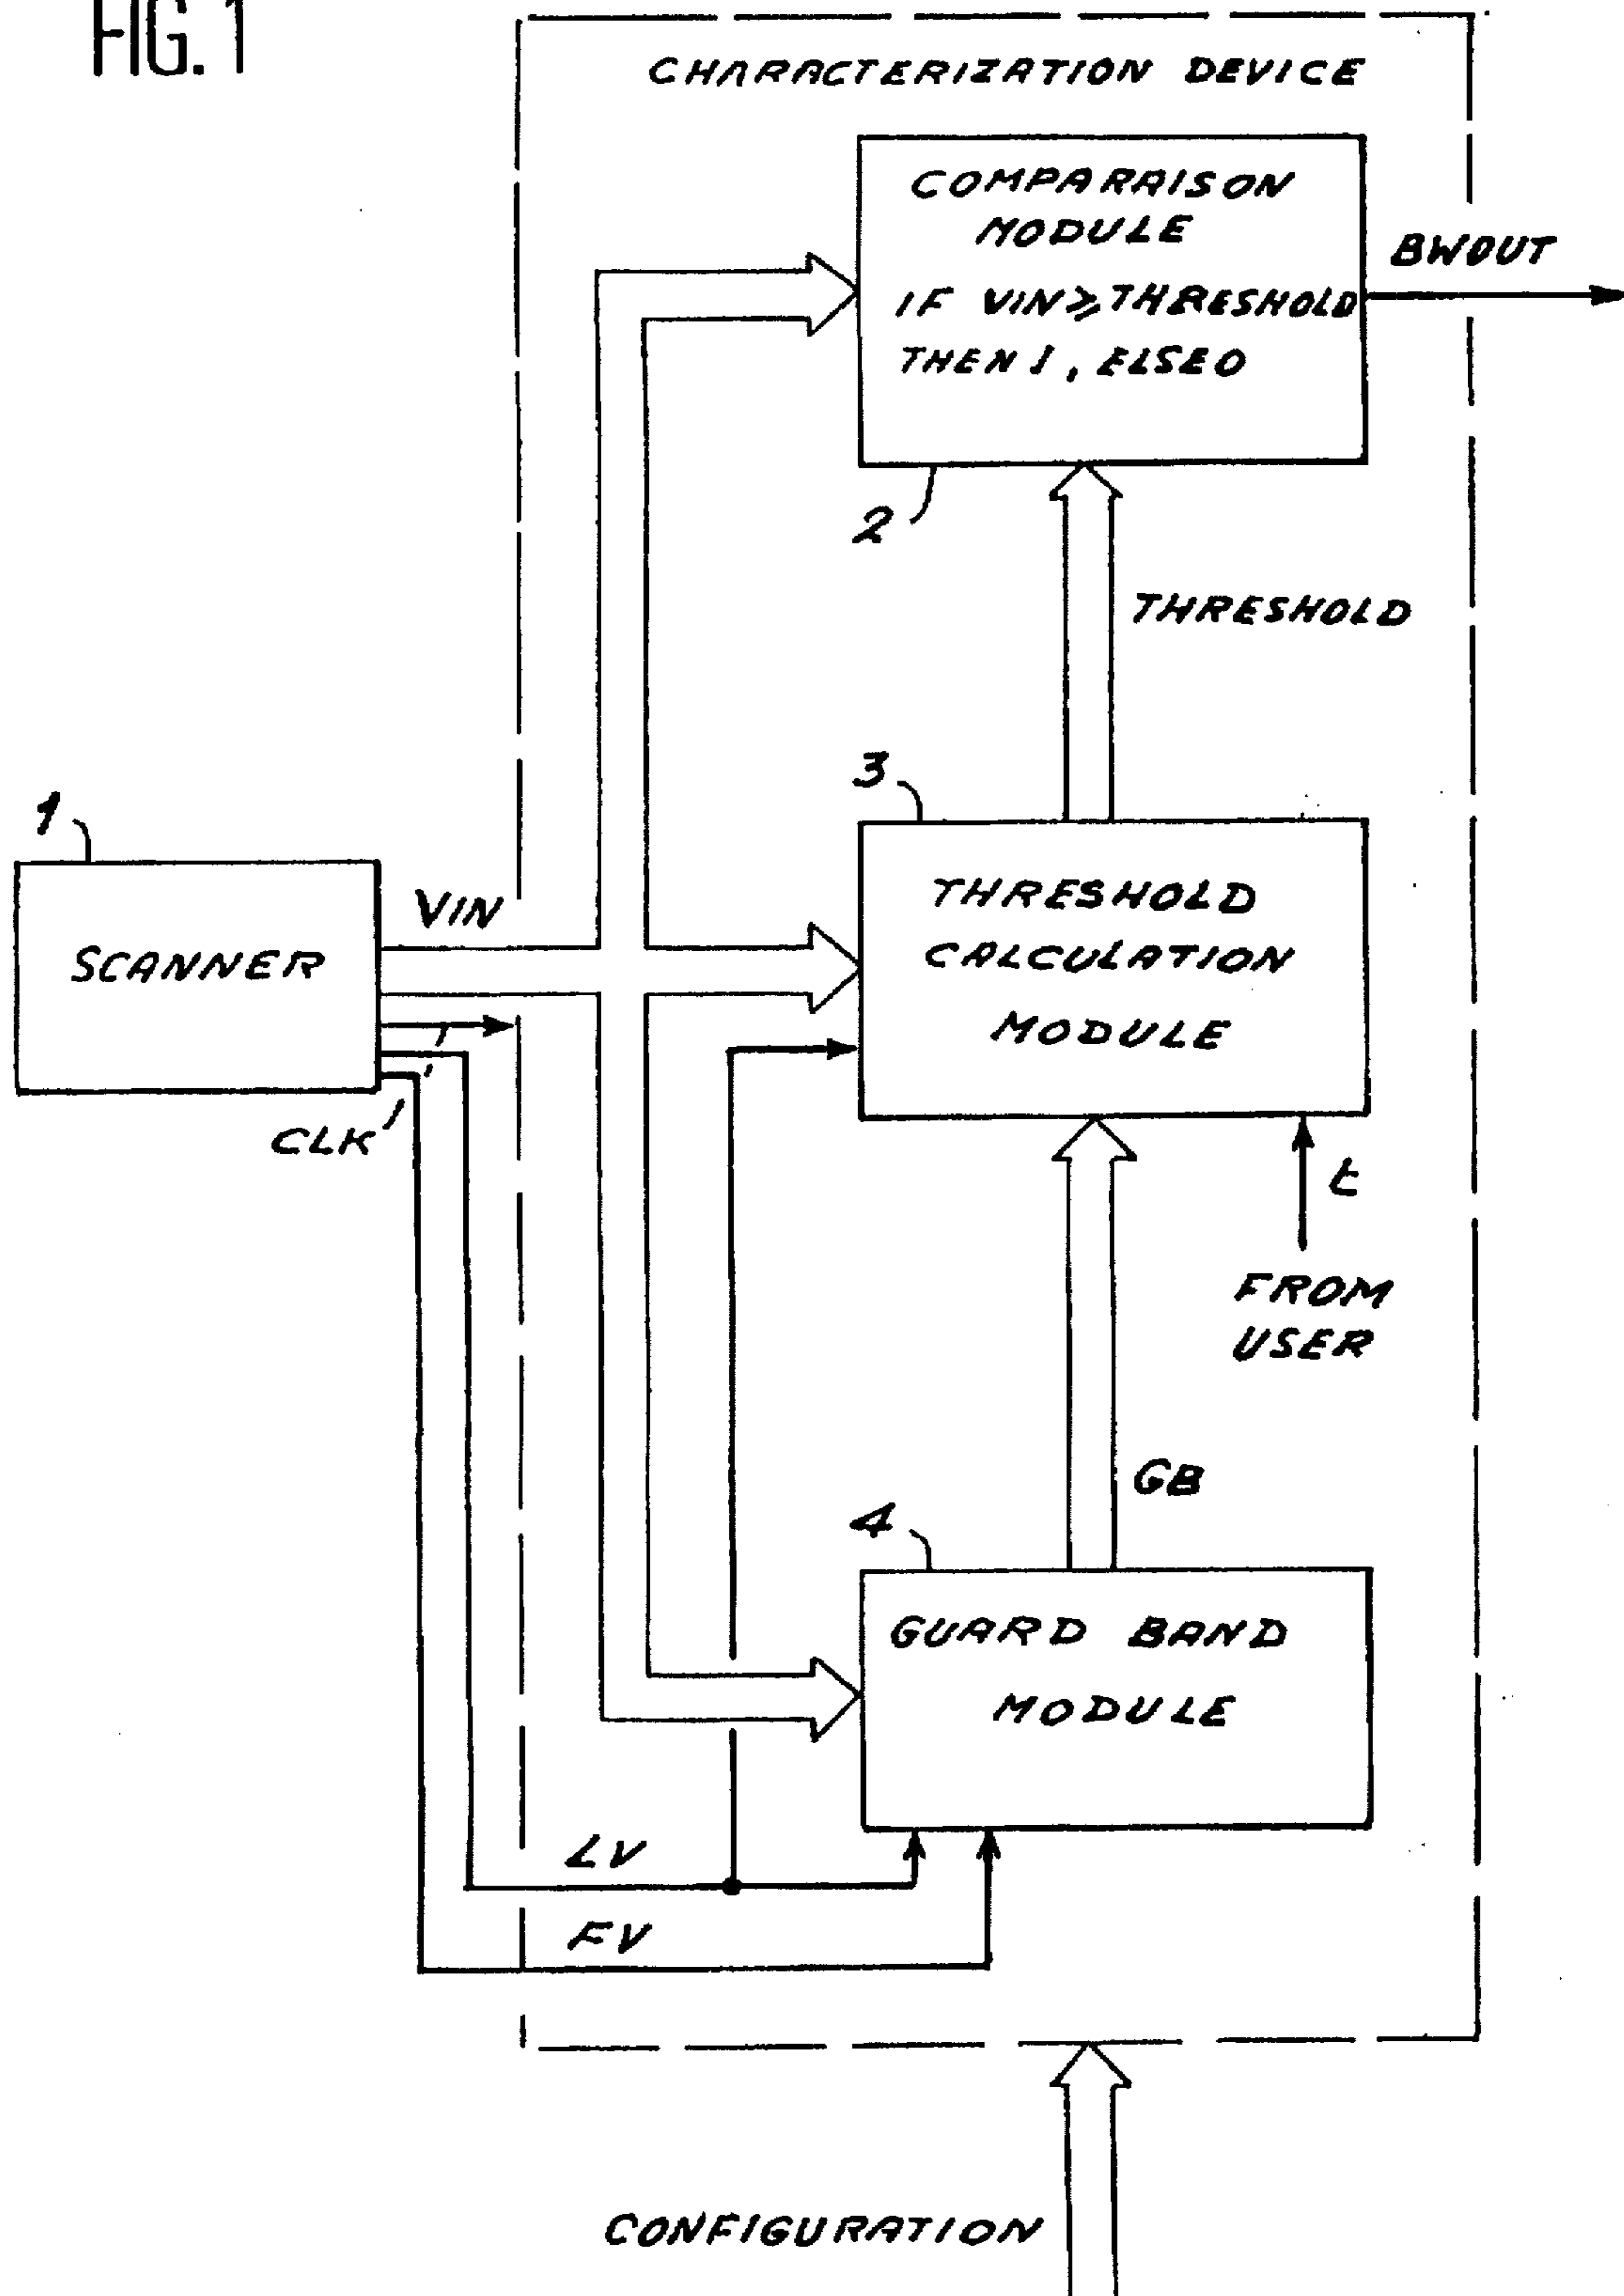 FIG. 1
CHARACTERIZATION DEVICE
COMPARAISON
MODULE
IF VIN ⩾ THRESHOLD
THEN 1, ELSE 0
BWOUT
2
THRESHOLD
3
1
THRESHOLD
CALCULATION
MODULE
VIN
SCANNER
CLK
t
FROM
USER
GB
4
GUARD BAND
MODULE
LV
FV
CONFIGURATION